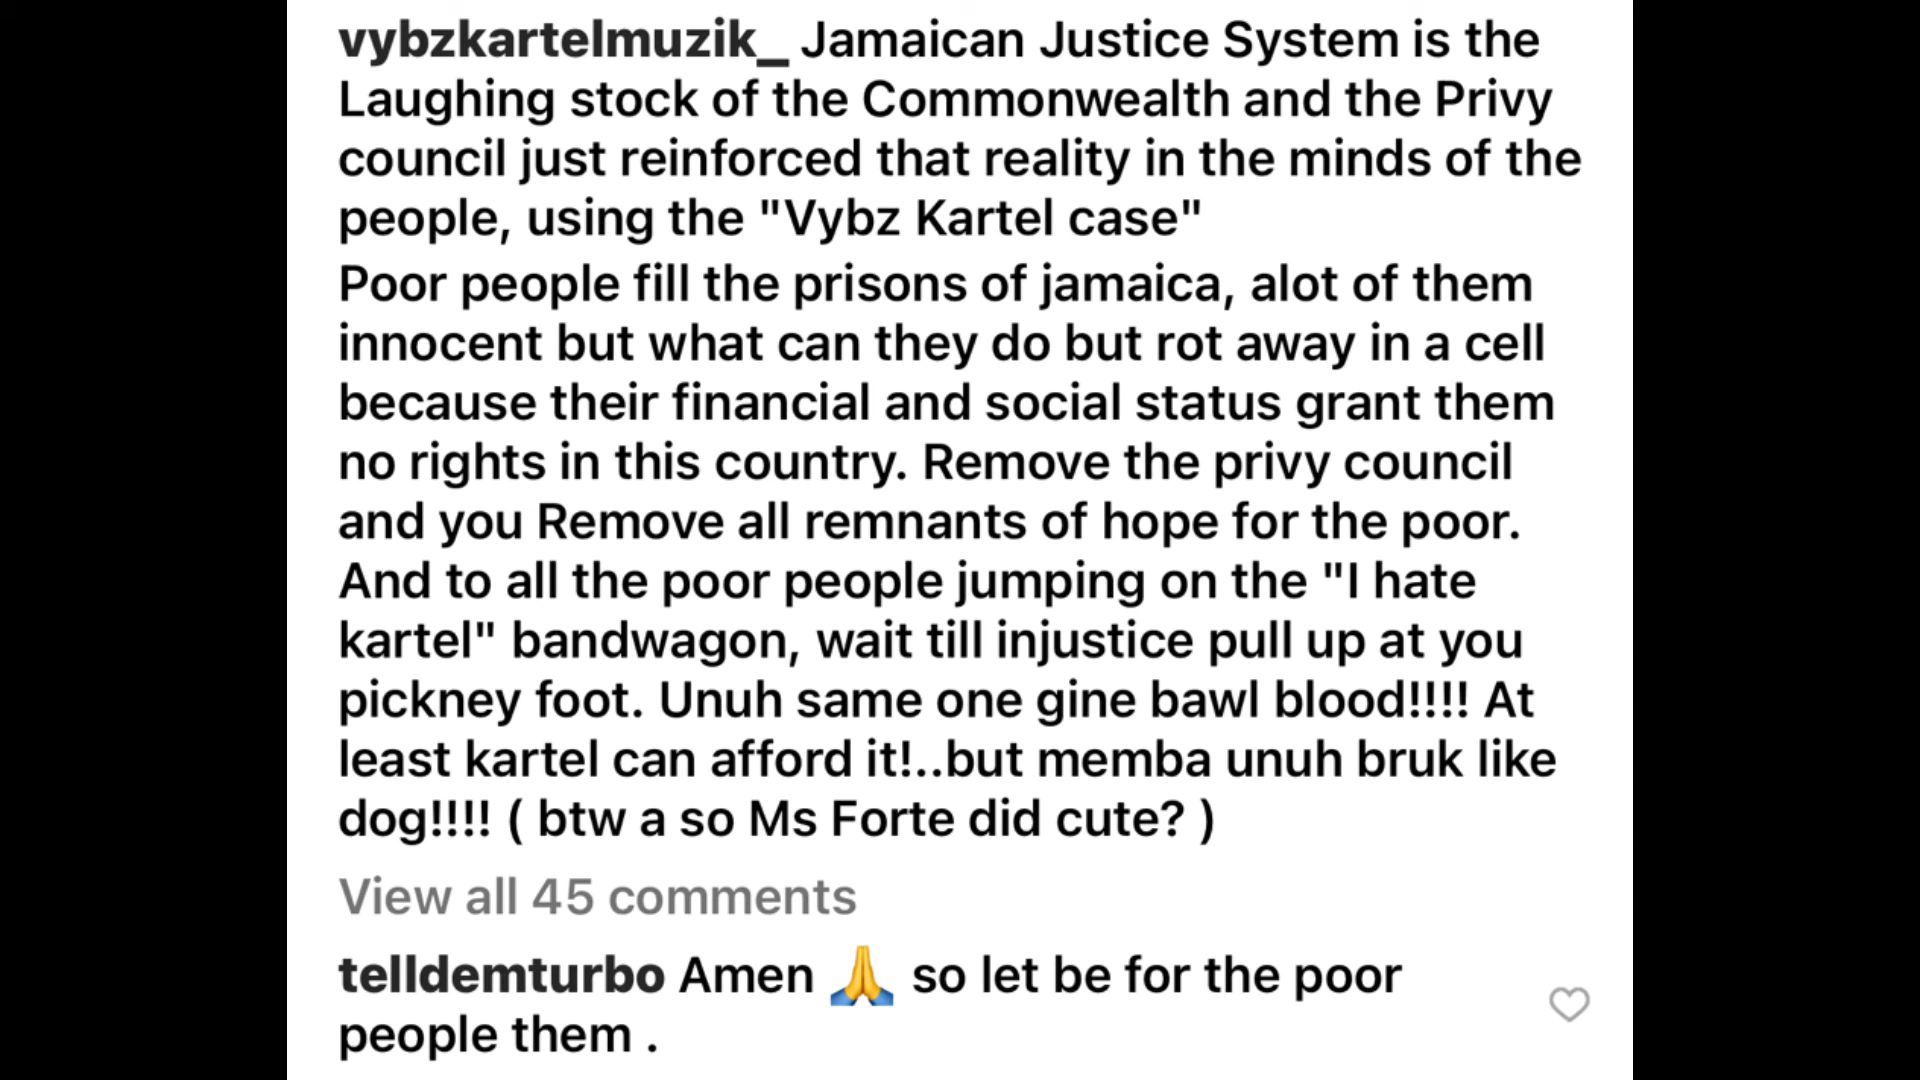 vybzkartelmuzik_ Jamaican Justice System is the
Laughing stock of the Commonwealth and the Privy
council just reinforced that reality in the minds of the
people, using the "Vybz Kartel case"
Poor people fill the prisons of jamaica, alot of them
innocent but what can they do but rot away in a cell
because their financial and social status grant them
no rights in this country. Remove the privy council
and you Remove all remnants of hope for the poor.
And to all the poor people jumping on the "I hate
kartel" bandwagon, wait till injustice pull up at you
pickney foot. Unuh same one gine bawl blood!!!! At
least kartel can afford it!..but memba unuh bruk like
dog!!!! ( btw a so Ms Forte did cute? )
View all 45 comments
telldemturbo Amen 🙏 so let be for the poor
people them .